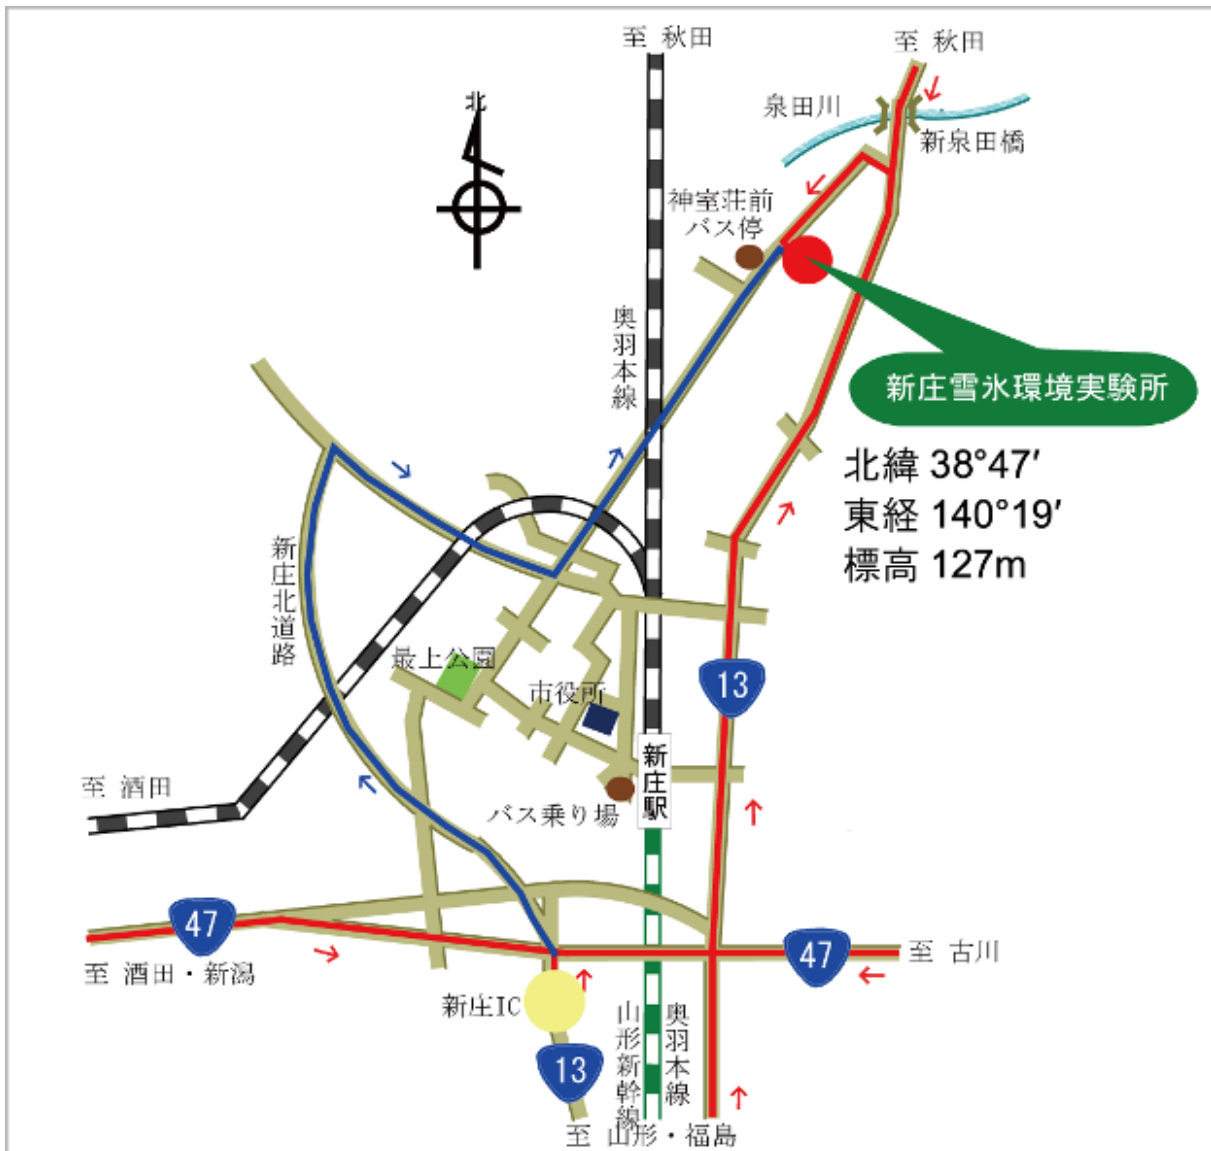 至 秋田
至 秋田
北
泉田川
新泉田橋
神室荘前
バス停
奥羽本線
新庄雪氷環境実験所
北緯 38°47′
東経 140°19′
標高 127m
新庄北道路
最上公園
市役所
13
新庄駅
至 酒田
バス乗り場
47
47
至 酒田・新潟
至 古川
新庄IC
13
山形新幹線
奥羽本線
至 山形・福島